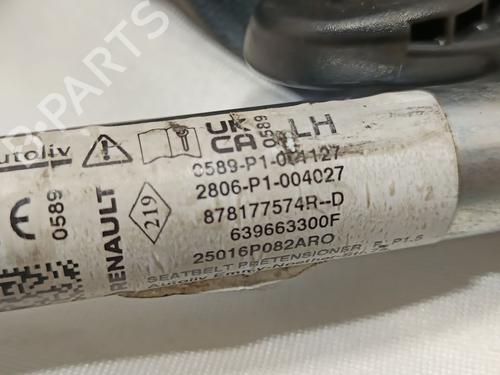 Autoliv
UK
CA
0589
LH
0589
0589-P1-001127
2806-P1-004027
219
878177574R--D
RENAULT
639663300F
25016P082ARO
SEATBELT PRETENSIONER
B-PARTS